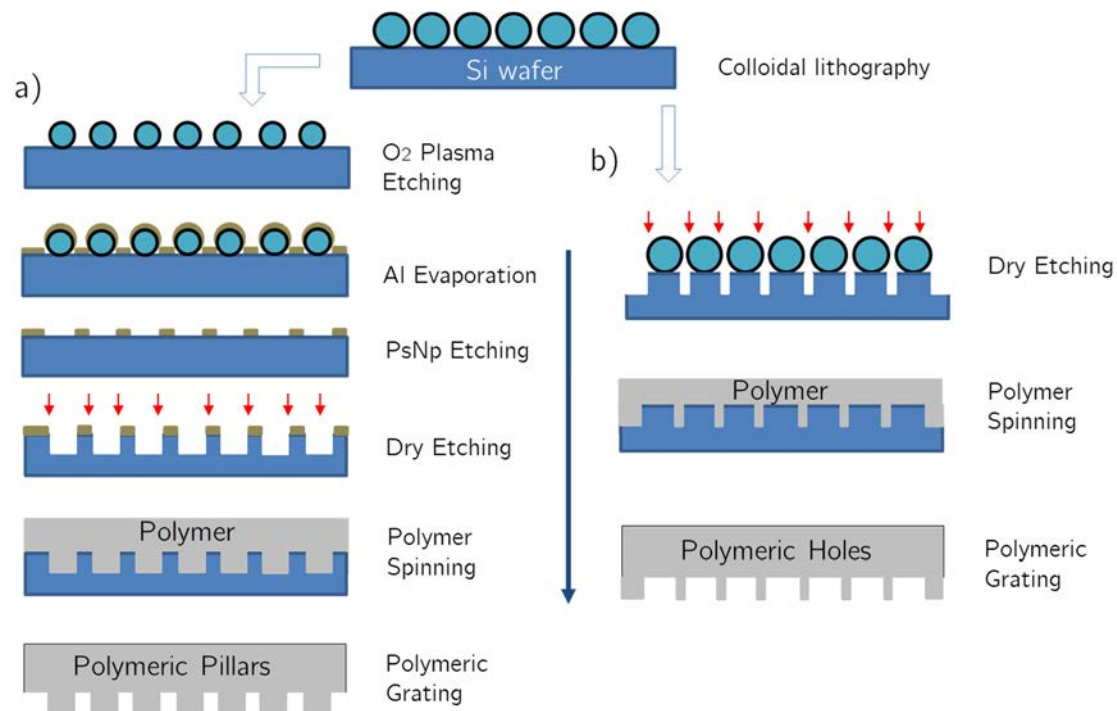 Si wafer
Colloidal lithography
a)
O2 Plasma
Etching
Al Evaporation
PsNp Etching
Dry Etching
Polymer
Polymer
Spinning
Polymeric Pillars
Polymeric
Grating
b)
Dry Etching
Polymer
Polymer
Spinning
Polymeric Holes
Polymeric
Grating